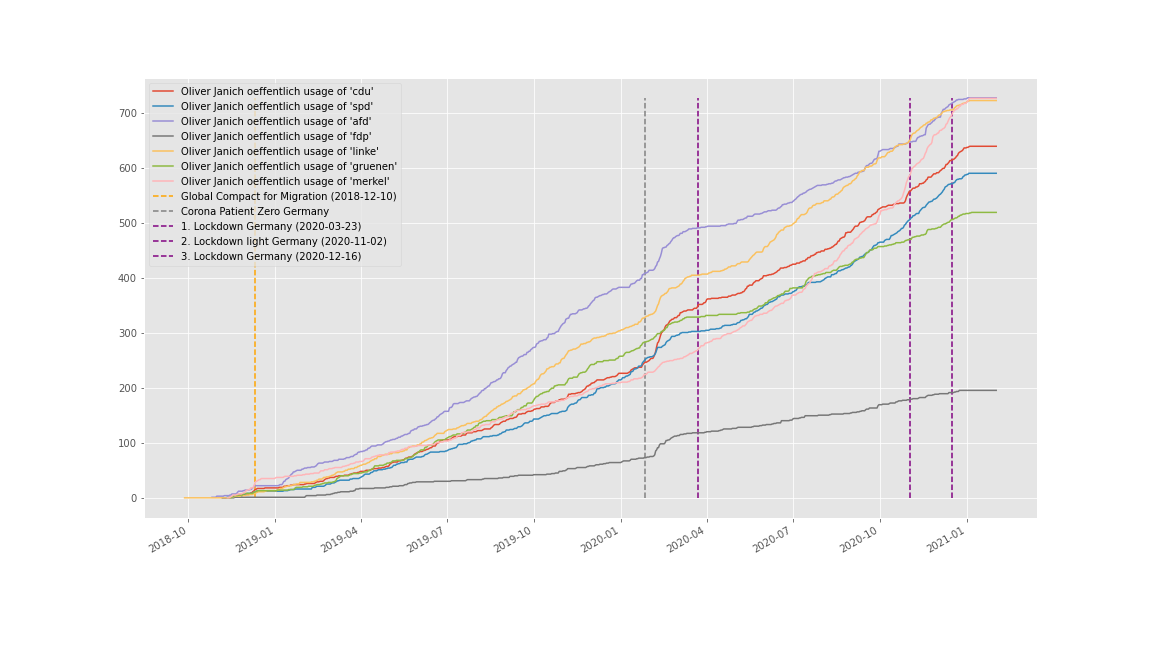 Oliver Janich oeffentlich usage of 'cdu'
Oliver Janich oeffentlich usage of 'spd'
Oliver Janich oeffentlich usage of 'afd'
Oliver Janich oeffentlich usage of 'fdp'
Oliver Janich oeffentlich usage of 'linke'
Oliver Janich oeffentlich usage of 'gruenen'
Oliver Janich oeffentlich usage of 'merkel'
Global Compact for Migration (2018-12-10)
Corona Patient Zero Germany
1. Lockdown Germany (2020-03-23)
2. Lockdown light Germany (2020-11-02)
3. Lockdown Germany (2020-12-16)
700
600
500
400
300
200
100
0
2018-10
2019-01
2019-04
2019-07
2019-10
2020-01
2020-04
2020-07
2020-10
2021-01